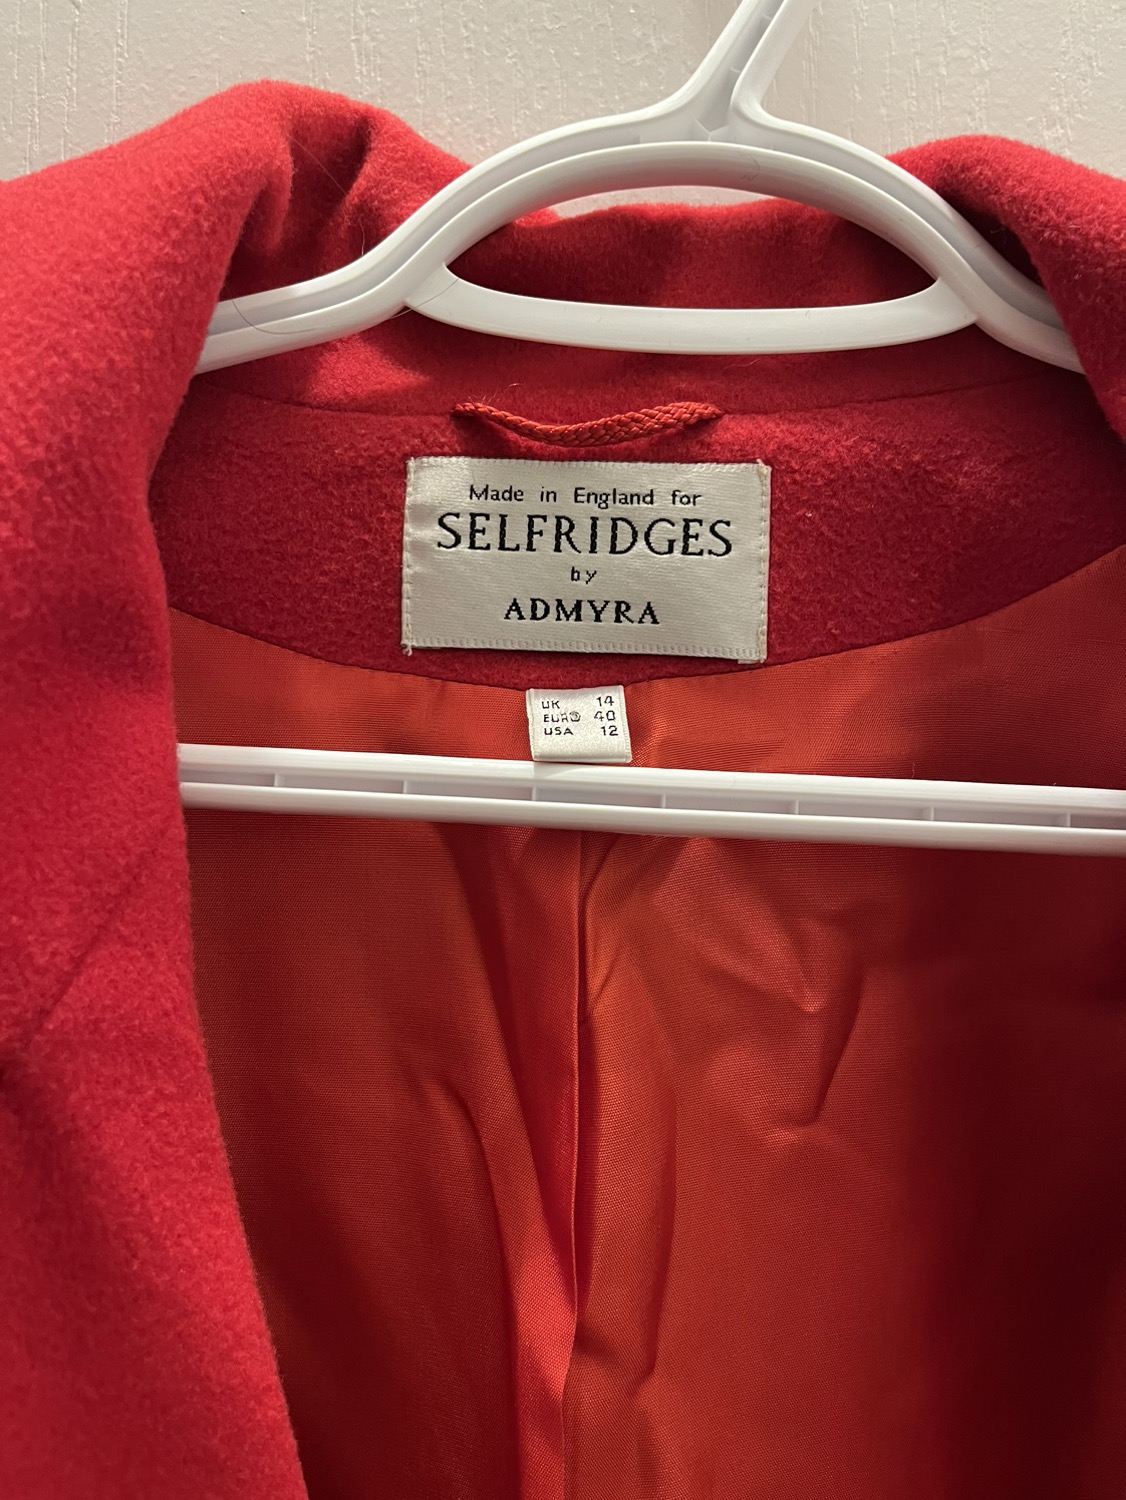 Made in England for
SELFRIDGES
by
ADMYRA
UK 14
EURO 40
USA 12